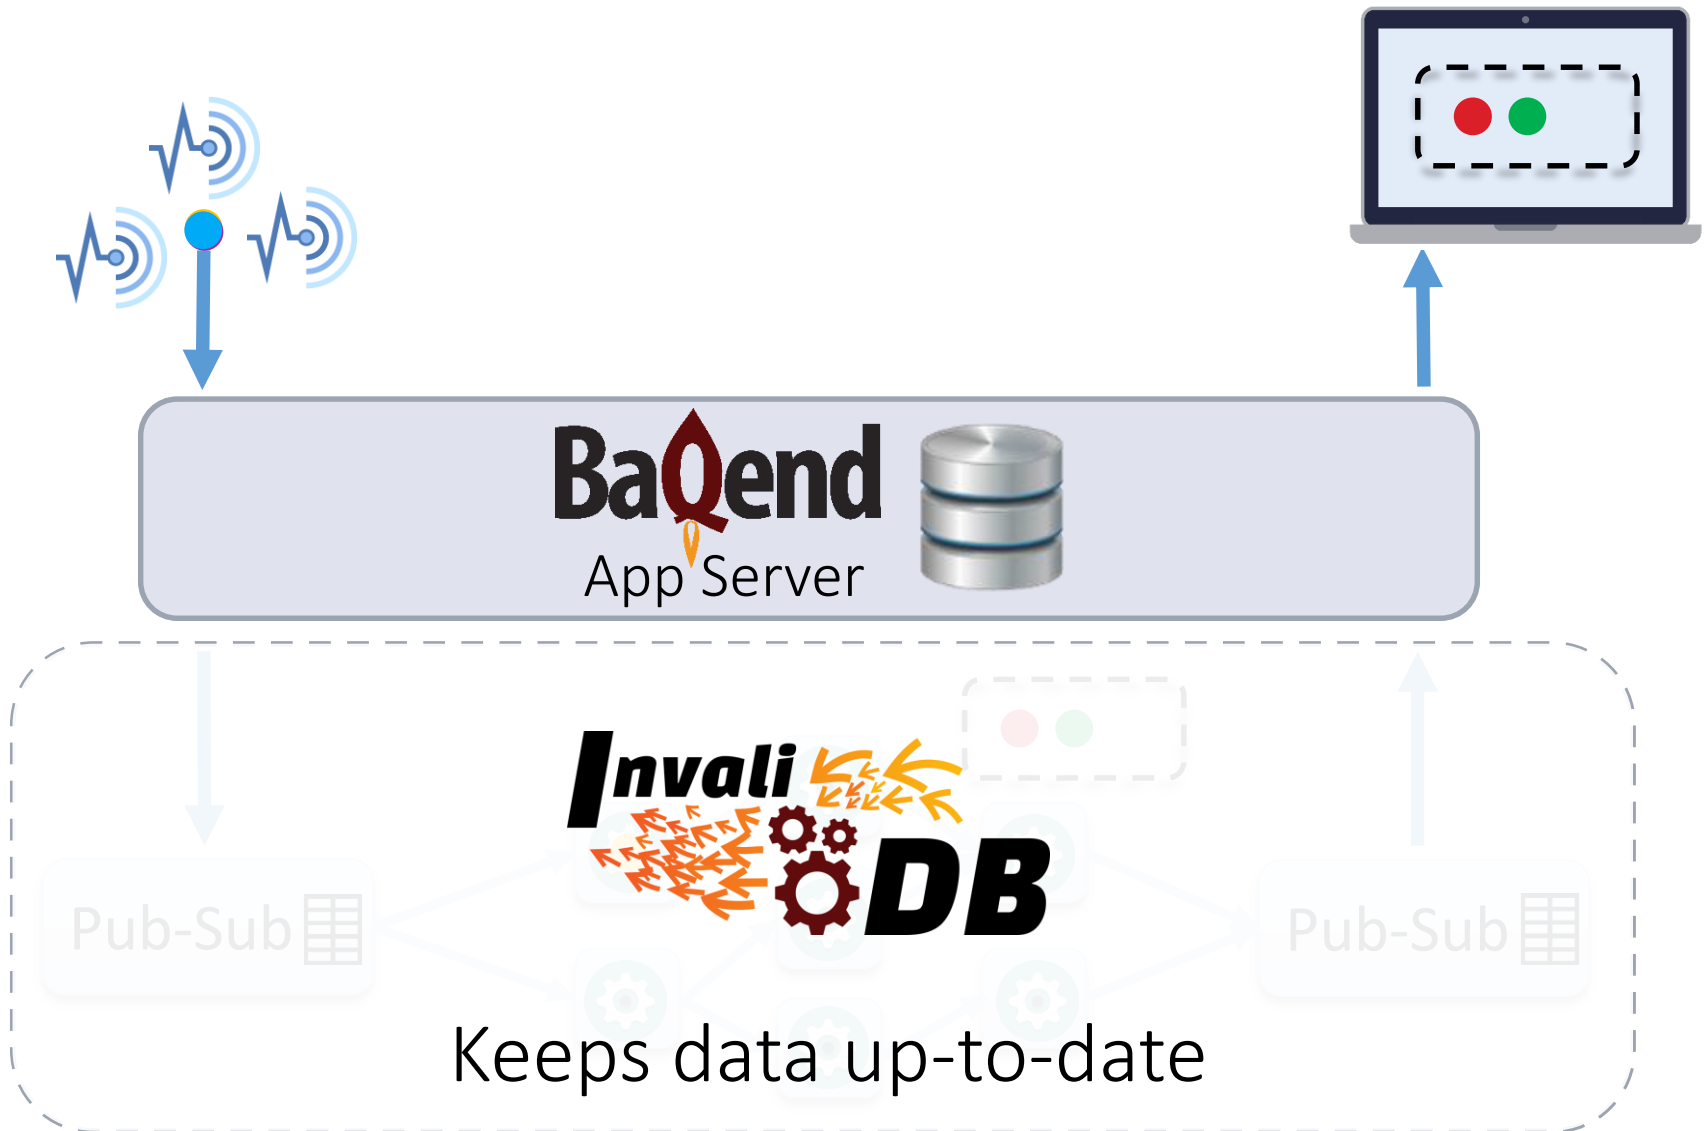 BaQend
App Server
Invali
DB
Pub-Sub
Pub-Sub
Keeps data up-to-date